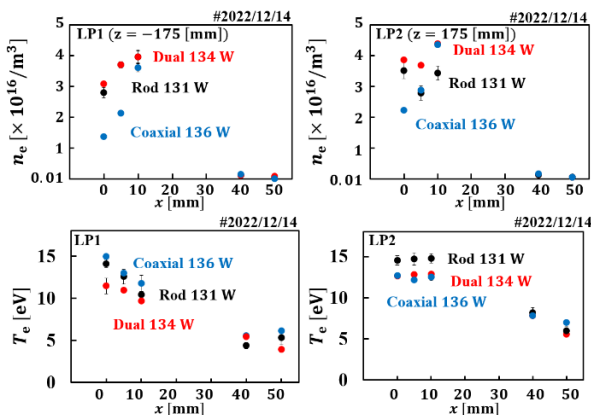 #2022/12/14
LP1 (z = −175 [mm])
Dual 134 W
Rod 131 W
Coaxial 136 W
n_e [× 10^16/m^3]
5
4
3
2
1
0.01
0 10 20 30 40 50
x [mm]
#2022/12/14
LP2 (z = 175 [mm])
Dual 134 W
Rod 131 W
Coaxial 136 W
n_e [× 10^16/m^3]
5
4
3
2
1
0.01
0 10 20 30 40 50
x [mm]
#2022/12/14
LP1
Coaxial 136 W
Rod 131 W
Dual 134 W
T_e [eV]
15
10
5
0
0 10 20 30 40 50
x [mm]
#2022/12/14
LP2
Rod 131 W
Dual 134 W
Coaxial 136 W
T_e [eV]
15
10
5
0
0 10 20 30 40 50
x [mm]